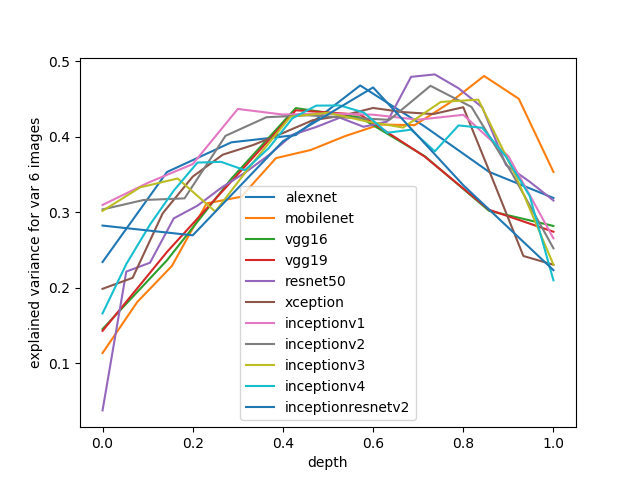 explained variance for var 6 images
0.5
0.4
0.3
0.2
0.1
alexnet
mobilenet
vgg16
vgg19
resnet50
xception
inceptionv1
inceptionv2
inceptionv3
inceptionv4
inceptionresnetv2
0.0 0.2 0.4 0.6 0.8 1.0
depth